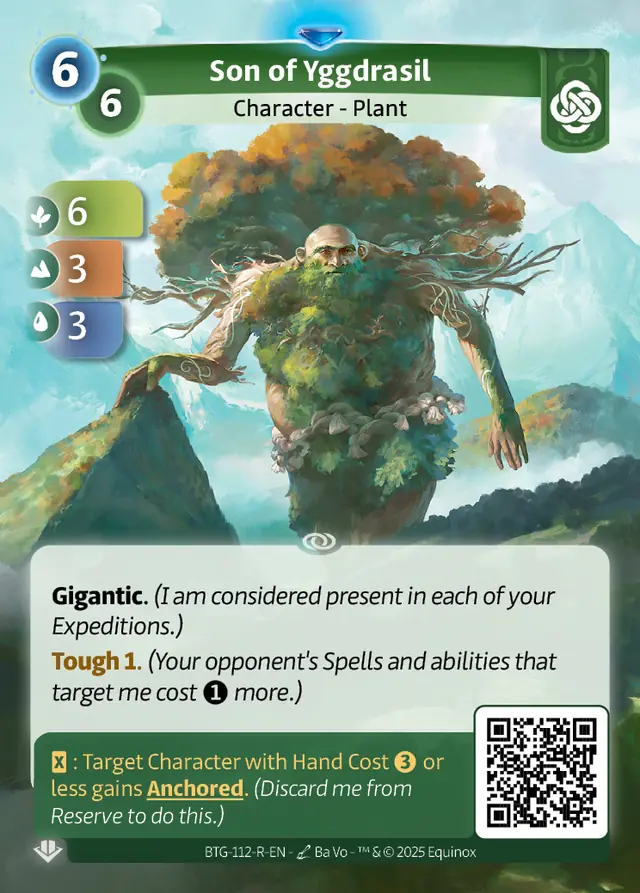 6
Son of Yggdrasil
6
Character - Plant
6
3
3
Gigantic. (I am considered present in each of your
Expeditions.)
Tough 1. (Your opponent's Spells and abilities that
target me cost 1 more.)
X : Target Character with Hand Cost 3 or
less gains Anchored. (Discard me from
Reserve to do this.)
BTG-112-R-EN - Ba Vo - ™ & © 2025 Equinox